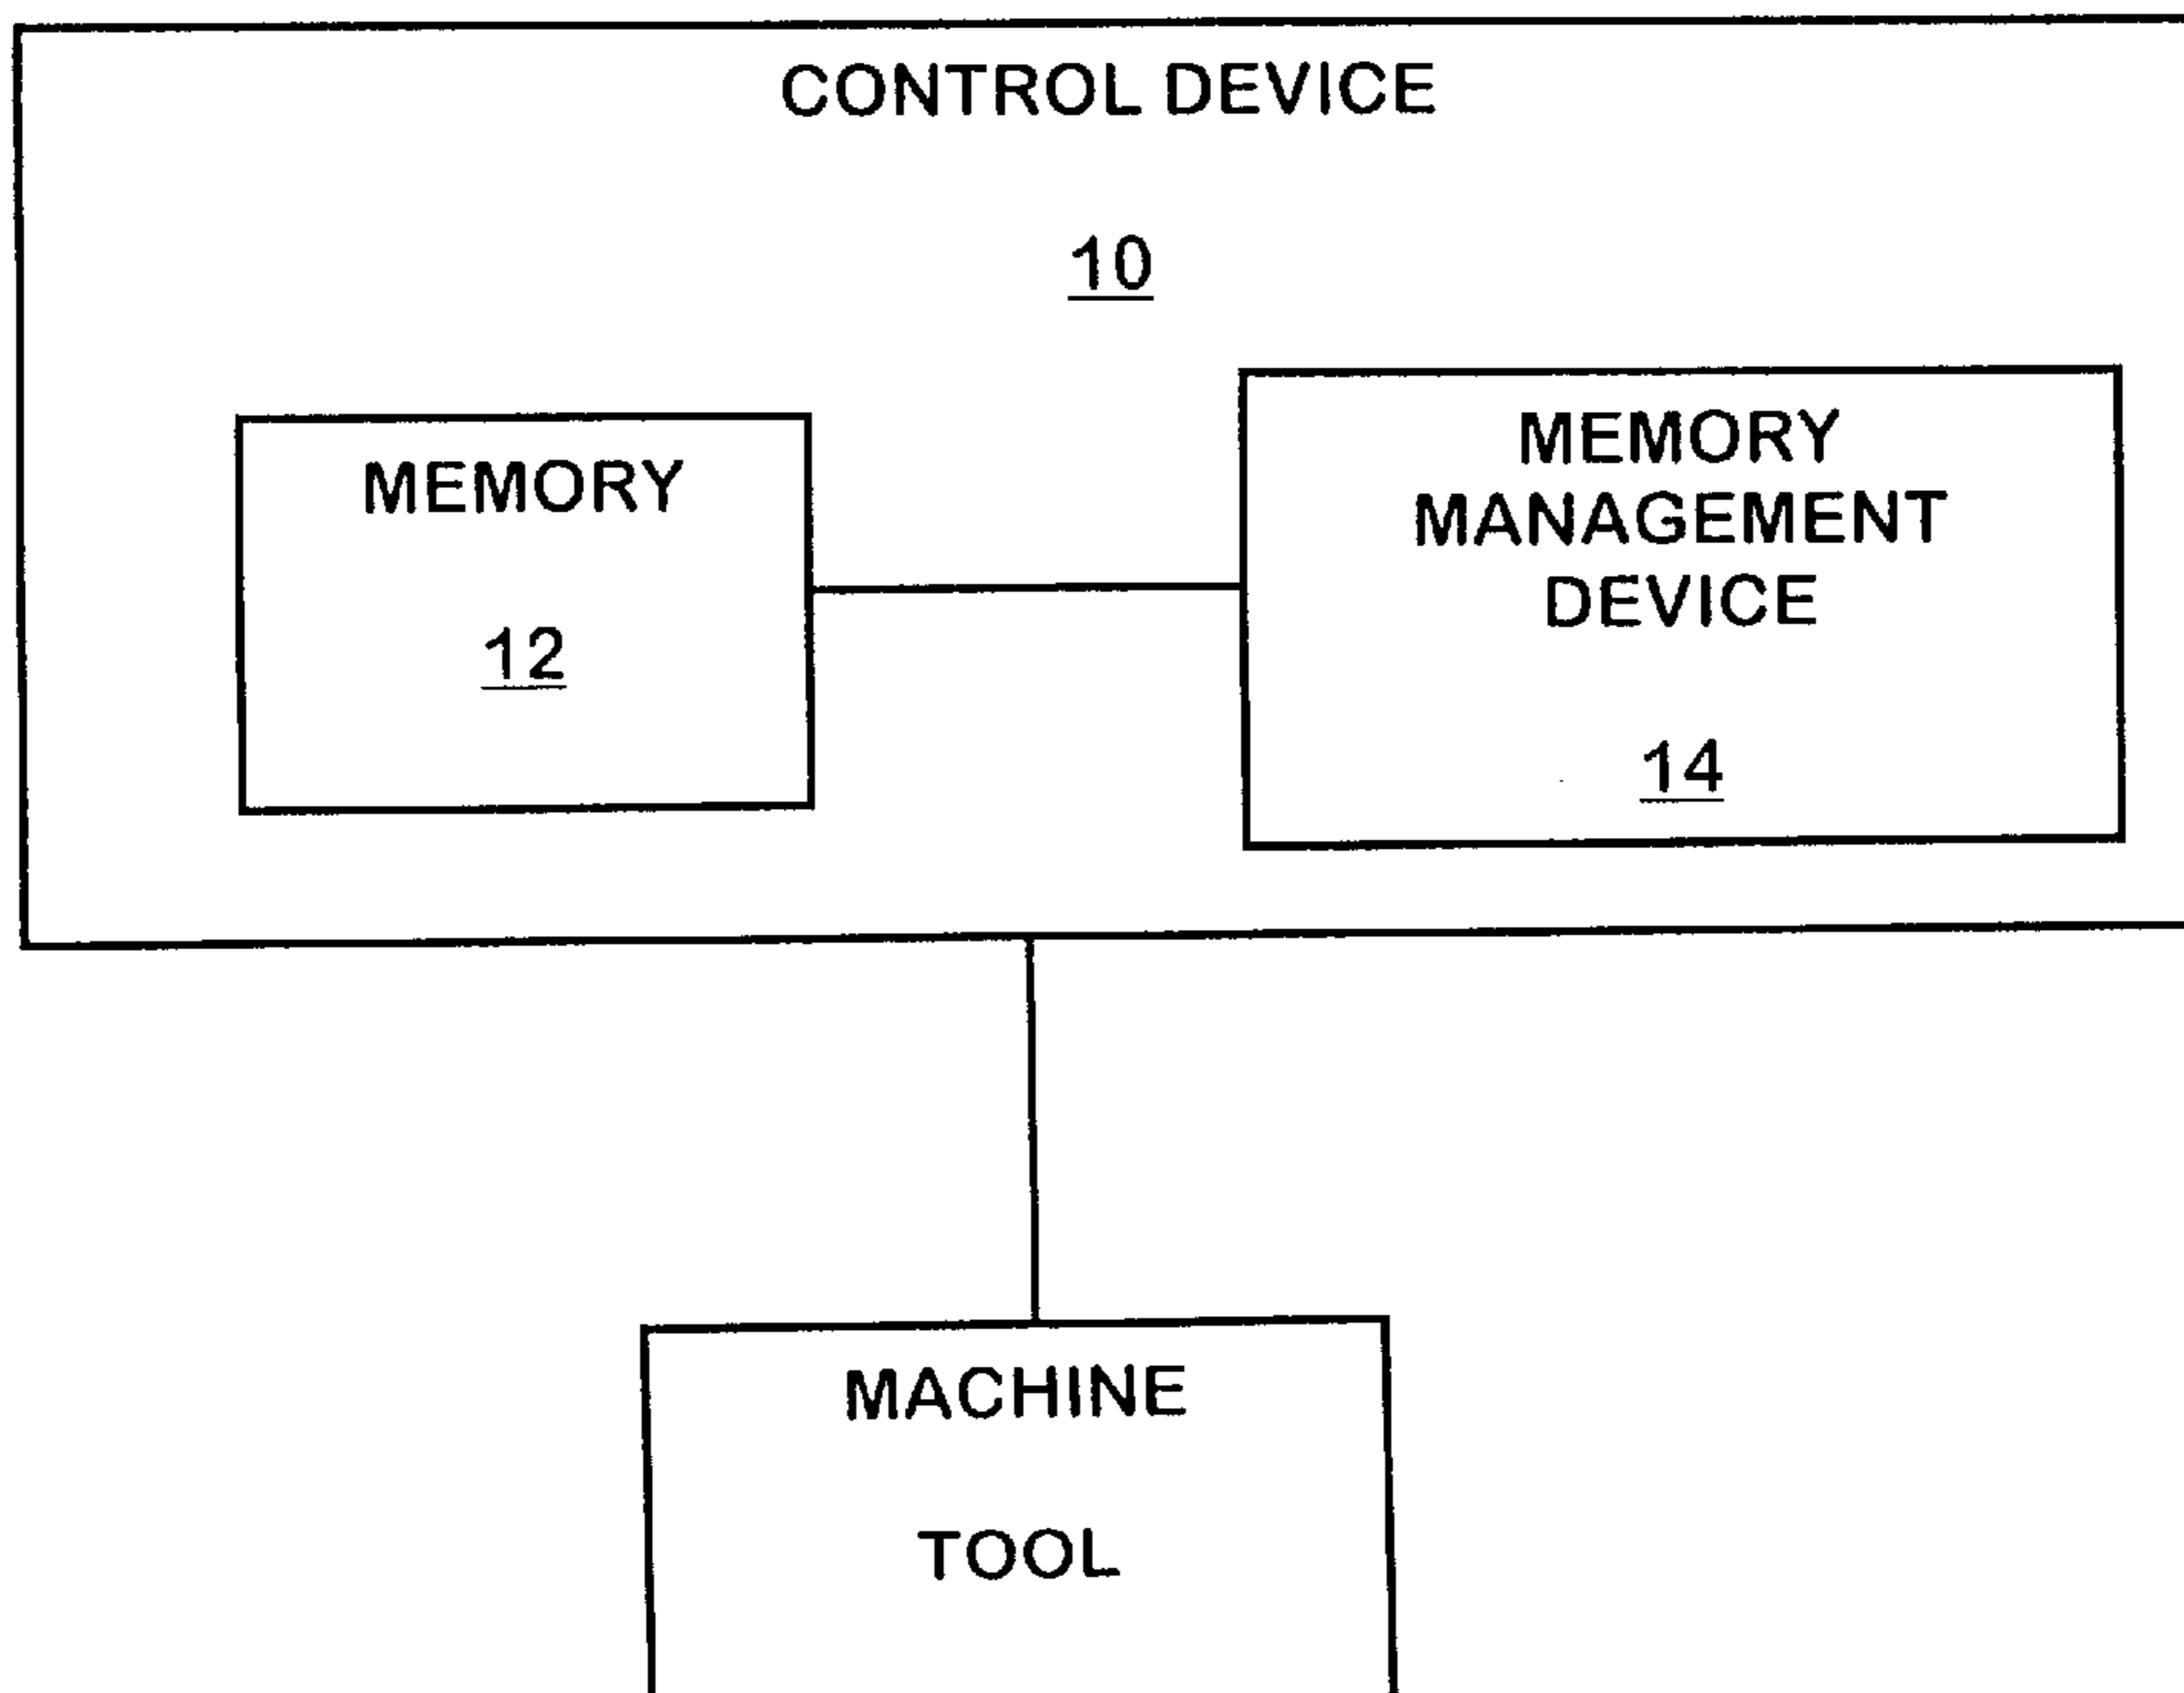 CONTROL DEVICE
10
MEMORY
12
MEMORY
MANAGEMENT
DEVICE
14
MACHINE
TOOL